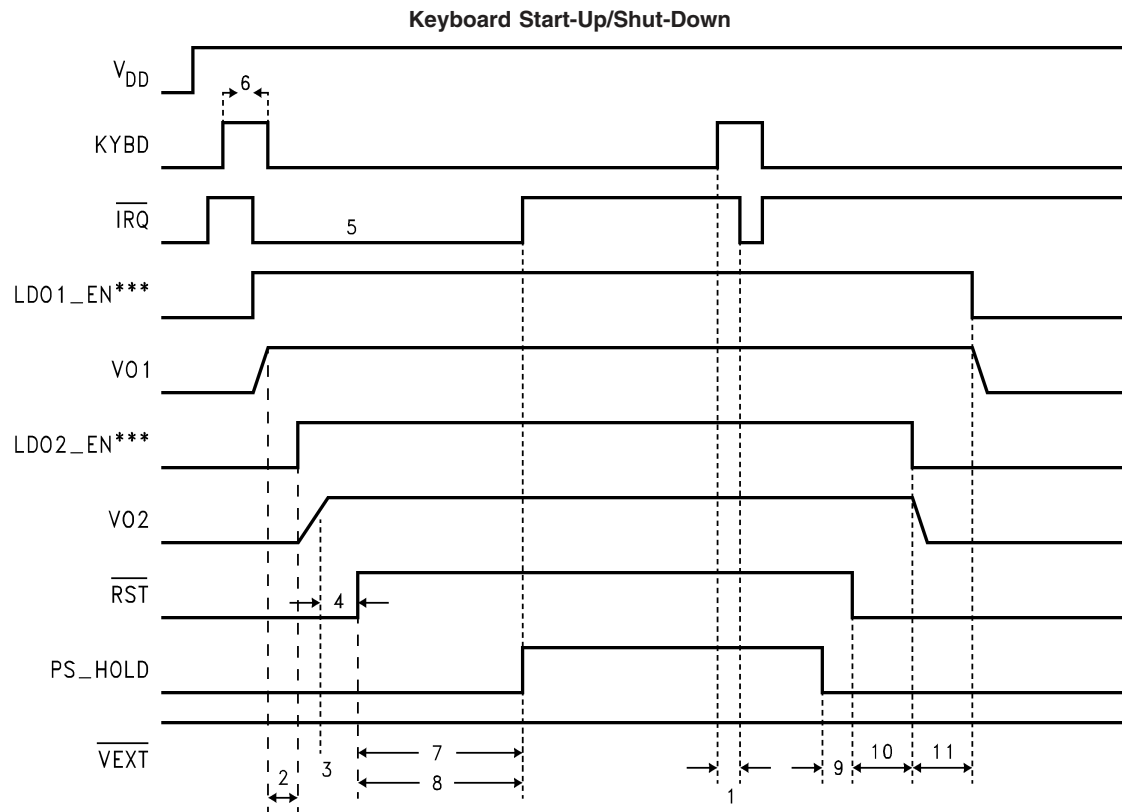 Keyboard Start-Up/Shut-Down
VDD
6
KYBD
IRQ
5
LDO1_EN***
VO1
LDO2_EN***
VO2
RST
4
PS_HOLD
VEXT
7
10
11
3
9
2
8
1